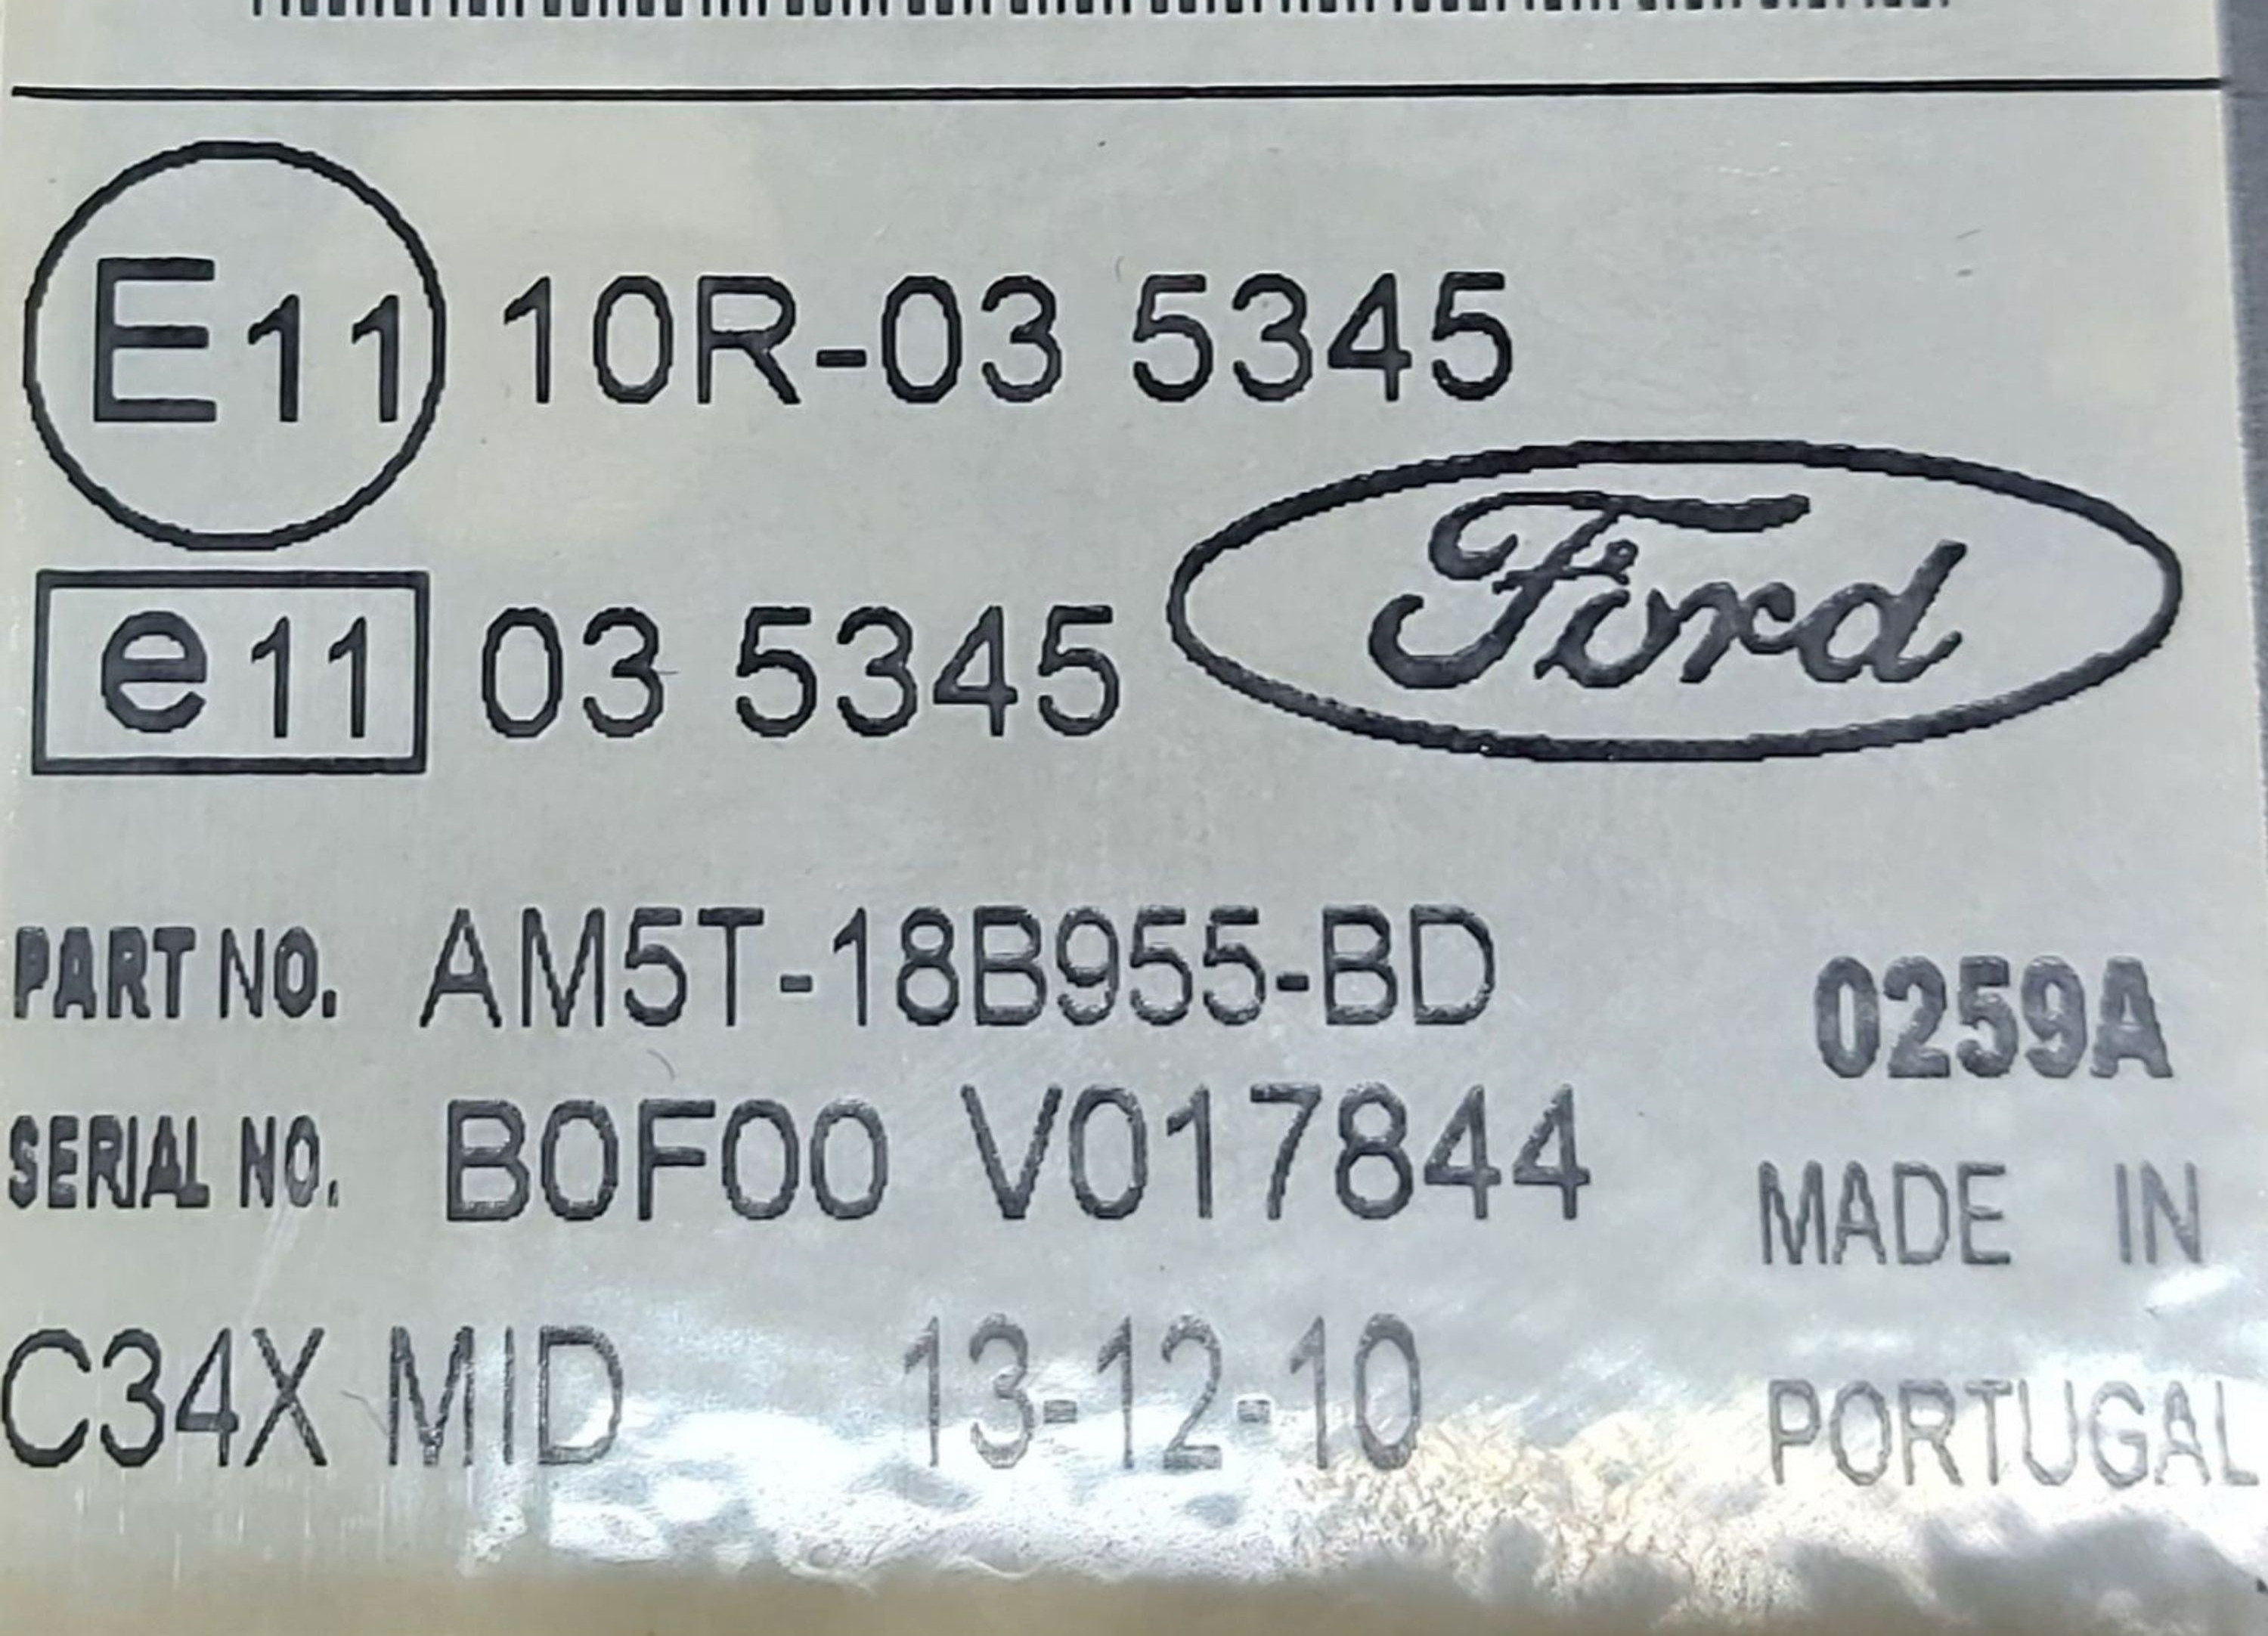 E11 10R-03 5345
Ford
e11 03 5345
PART NO. AM5T-18B955-BD
0259A
SERIAL NO. B0F00 V017844
MADE IN
C34X MID 13-12-10
PORTUGAL